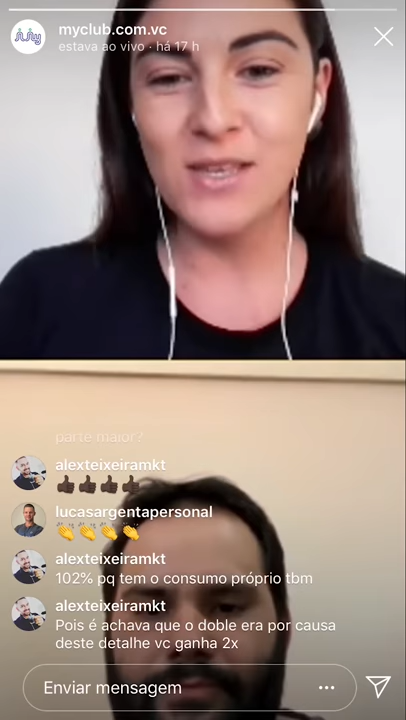 myclub.com.vc
estava ao vivo · há 17 h
parte maior?
alexteixeiramkt
👍🏿👍🏿👍🏿👍🏿
lucasargentapersonal
👏👏👏👏
alexteixeiramkt
102% pq tem o consumo próprio tbm
alexteixeiramkt
Pois é achava que o doble era por causa
deste detalhe vc ganha 2x
Enviar mensagem